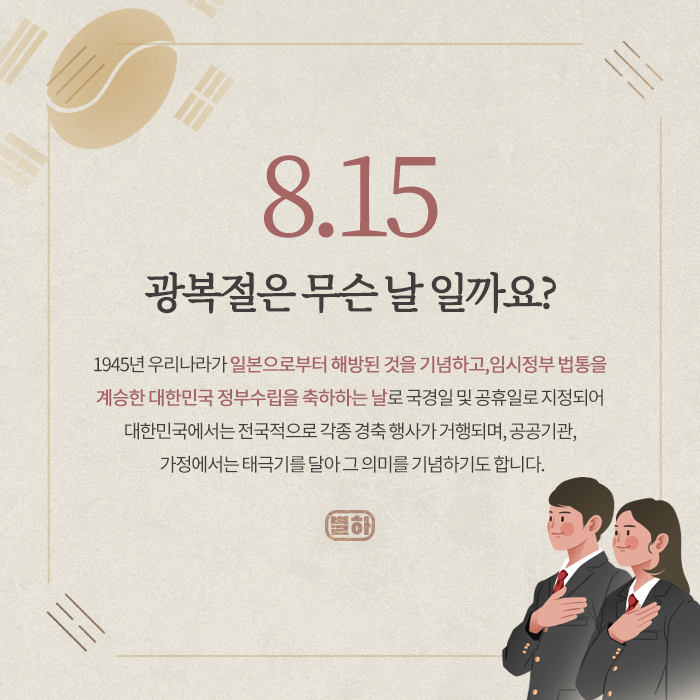 8.15
광복절은 무슨 날 일까요?
1945년 우리나라가 일본으로부터 해방된 것을 기념하고,임시정부 법통을
계승한 대한민국 정부수립을 축하하는 날로 국경일 및 공휴일로 지정되어
대한민국에서는 전국적으로 각종 경축 행사가 거행되며, 공공기관,
가정에서는 태극기를 달아 그 의미를 기념하기도 합니다.
별하